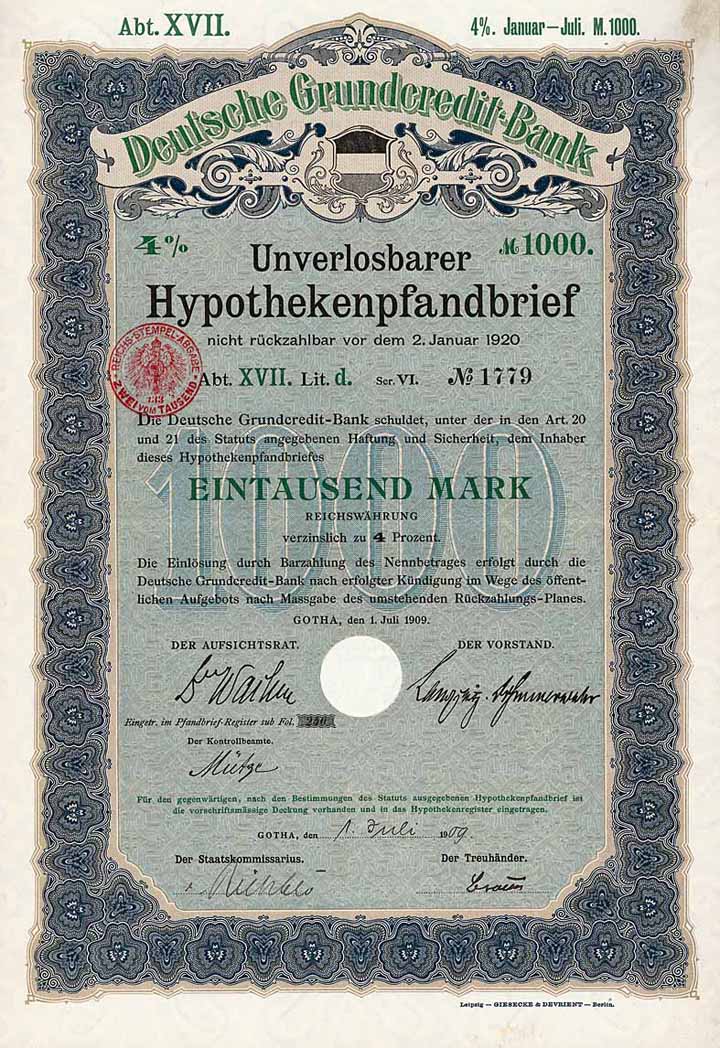 Abt. XVII.
4%. Januar—Juli. M. 1000.
Deutsche Grundcredit-Bank
4% M 1000.
Unverlosbarer
Hypothekenpfandbrief
nicht rückzahlbar vor dem 2. Januar 1920
REICHS-STEMPEL-ABGABE
133
ZWEI VOM TAUSEND
Abt. XVII. Lit. d. Ser. VI. No 1779
Die Deutsche Grundcredit-Bank schuldet, unter der in den Art. 20
und 21 des Statuts angegebenen Haftung und Sicherheit, dem Inhaber
dieses Hypothekenpfandbriefes
1000
EINTAUSEND MARK
REICHSWÄHRUNG
verzinslich zu 4 Prozent.
Die Einlösung durch Barzahlung des Nennbetrages erfolgt durch die
Deutsche Grundcredit-Bank nach erfolgter Kündigung im Wege des öffent-
lichen Aufgebots nach Massgabe des umstehenden Rückzahlungs-Planes.
GOTHA, den 1. Juli 1909.
DER AUFSICHTSRAT. DER VORSTAND.
Eingetr. im Pfandbrief-Register sub Fol. 250
Der Kontrollbeamte.
Für den gegenwärtigen, nach den Bestimmungen des Statuts ausgegebenen Hypothekenpfandbrief ist
die vorschriftsmässige Deckung vorhanden und in das Hypothekenregister eingetragen.
GOTHA, den 1. Juli 1909.
Der Staatskommissarius. Der Treuhänder.
Leipzig — GIESECKE & DEVRIENT — Berlin.